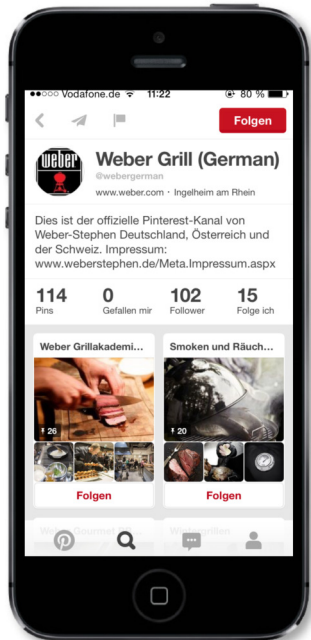 Vodafone.de 11:22 80 %
Folgen
weber
Weber Grill (German)
@webergerman
www.weber.com · Ingelheim am Rhein
Dies ist der offizielle Pinterest-Kanal von
Weber-Stephen Deutschland, Österreich und
der Schweiz. Impressum:
www.weberstephen.de/Meta.Impressum.aspx
114 0 102 15
Pins Gefallen mir Follower Folge ich
Weber Grillakademi... Smoken und Räuch...
26 20
Folgen Folgen
Wintergrillen